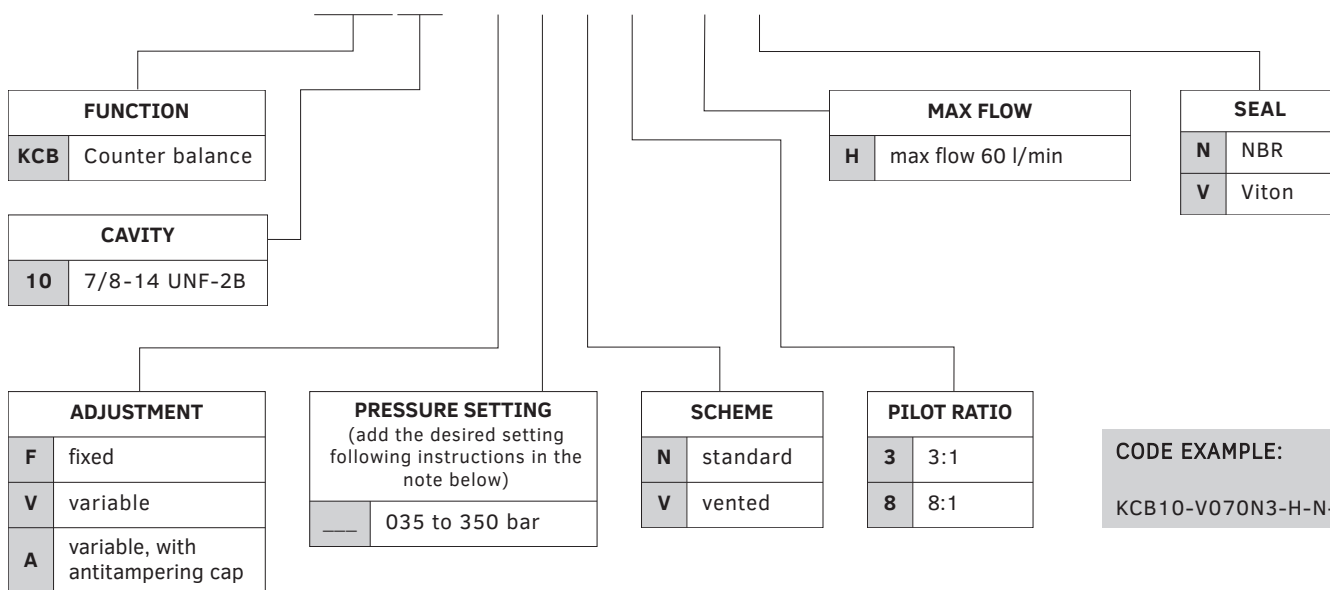 FUNCTION
KCB Counter balance
CAVITY
10 7/8-14 UNF-2B
MAX FLOW
H max flow 60 l/min
SEAL
N NBR
V Viton
ADJUSTMENT
F fixed
V variable
A variable, with
antitampering cap
PRESSURE SETTING
(add the desired setting
following instructions in the
note below)
___ 035 to 350 bar
SCHEME
N standard
V vented
PILOT RATIO
3 3:1
8 8:1
CODE EXAMPLE:
KCB10-V070N3-H-N-